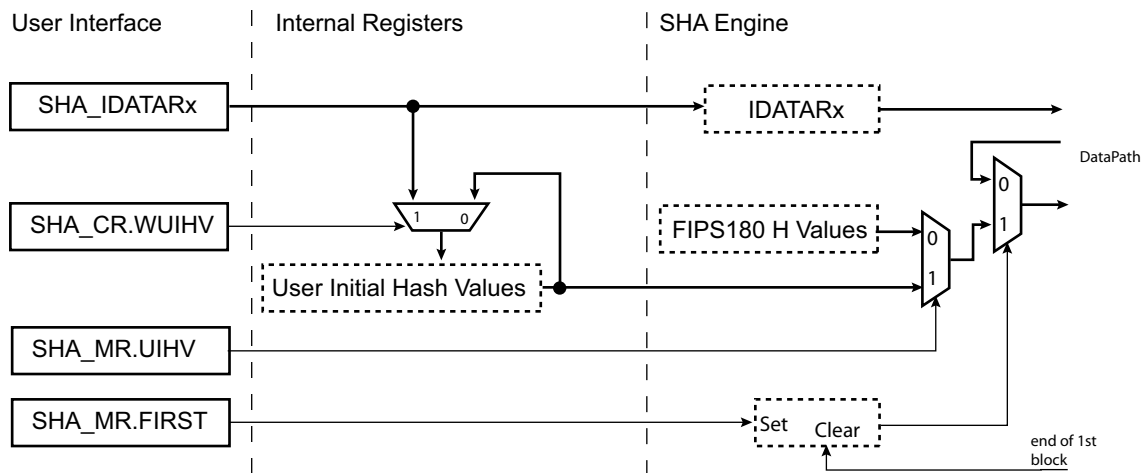 User Interface
Internal Registers
SHA Engine
SHA_IDATARx
IDATARx
DataPath
0
1
0
SHA_CR.WUIHV
FIPS180 H Values
0
1
User Initial Hash Values
1
SHA_MR.UIHV
SHA_MR.FIRST
Set
Clear
end of 1st
block